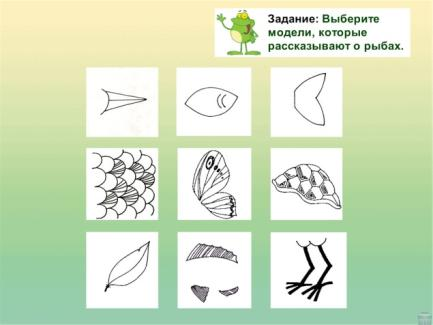 Задание: Выберите
модели, которые
рассказывают о рыбах.